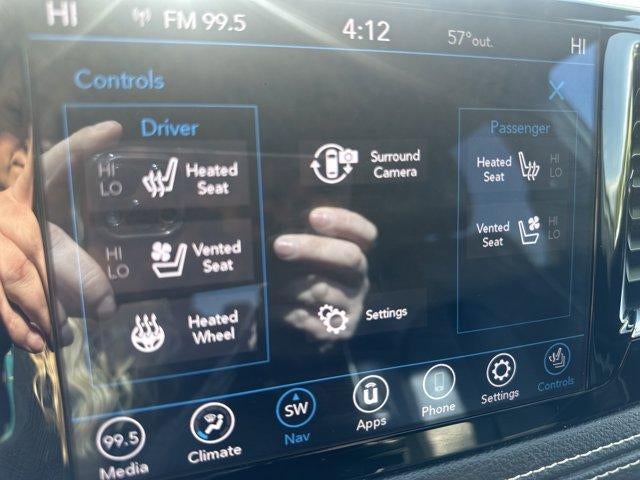 HI FM 99.5 4:12 57° out. HI
Controls
Driver
Passenger
HI
LO
Heated
Seat
Surround
Camera
Heated
Seat
HI
LO
HI
LO
Vented
Seat
Vented
Seat
HI
LO
Heated
Wheel
Settings
99.5
Media
Climate
SW
Nav
Apps
Phone
Settings
Controls